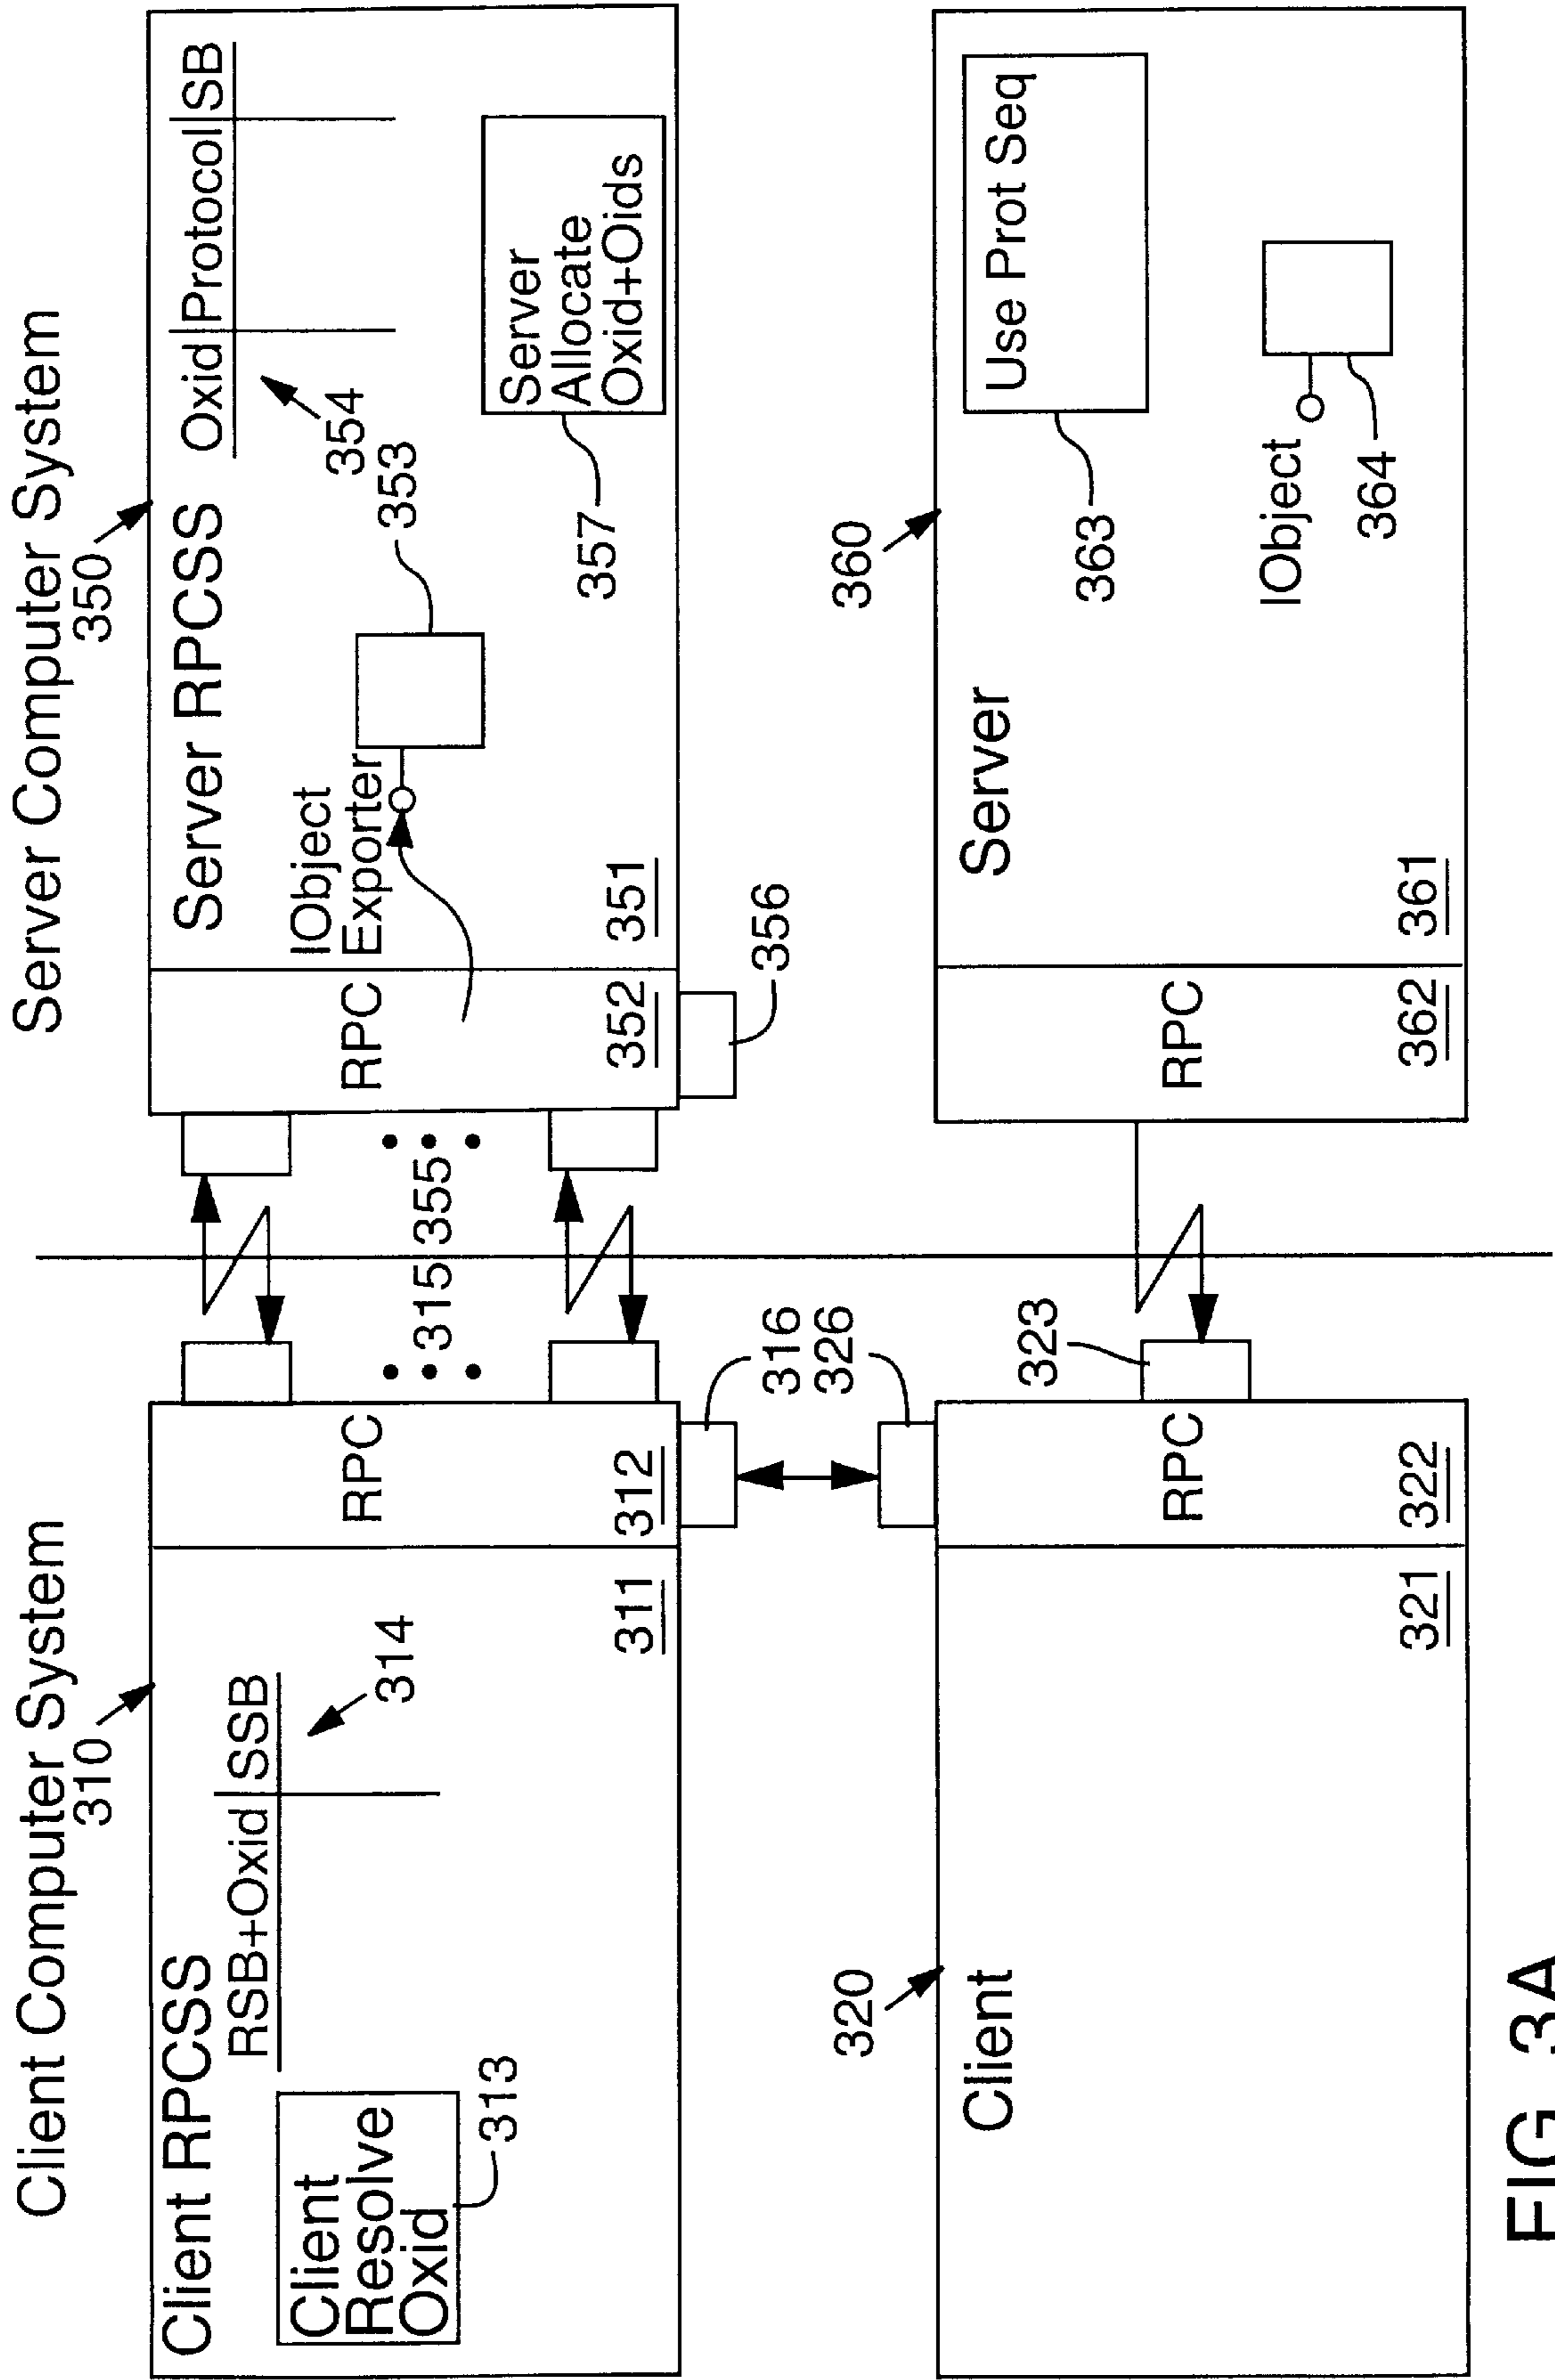 Client Computer System
310
Client RPCSS
RSB+Oxid SSB
314
Client
Resolve
Oxid
313
311
RPC
312
315
316
326
320
Client
321
RPC
322
323
Server Computer System
350
Server RPCSS
Oxid Protocol SB
354
353
IObject
Exporter
Server
Allocate
Oxid+Oids
357
351
RPC
352
355
356
360
Server
Use Prot Seq
363
IObject
364
361
RPC
362
FIG. 3A